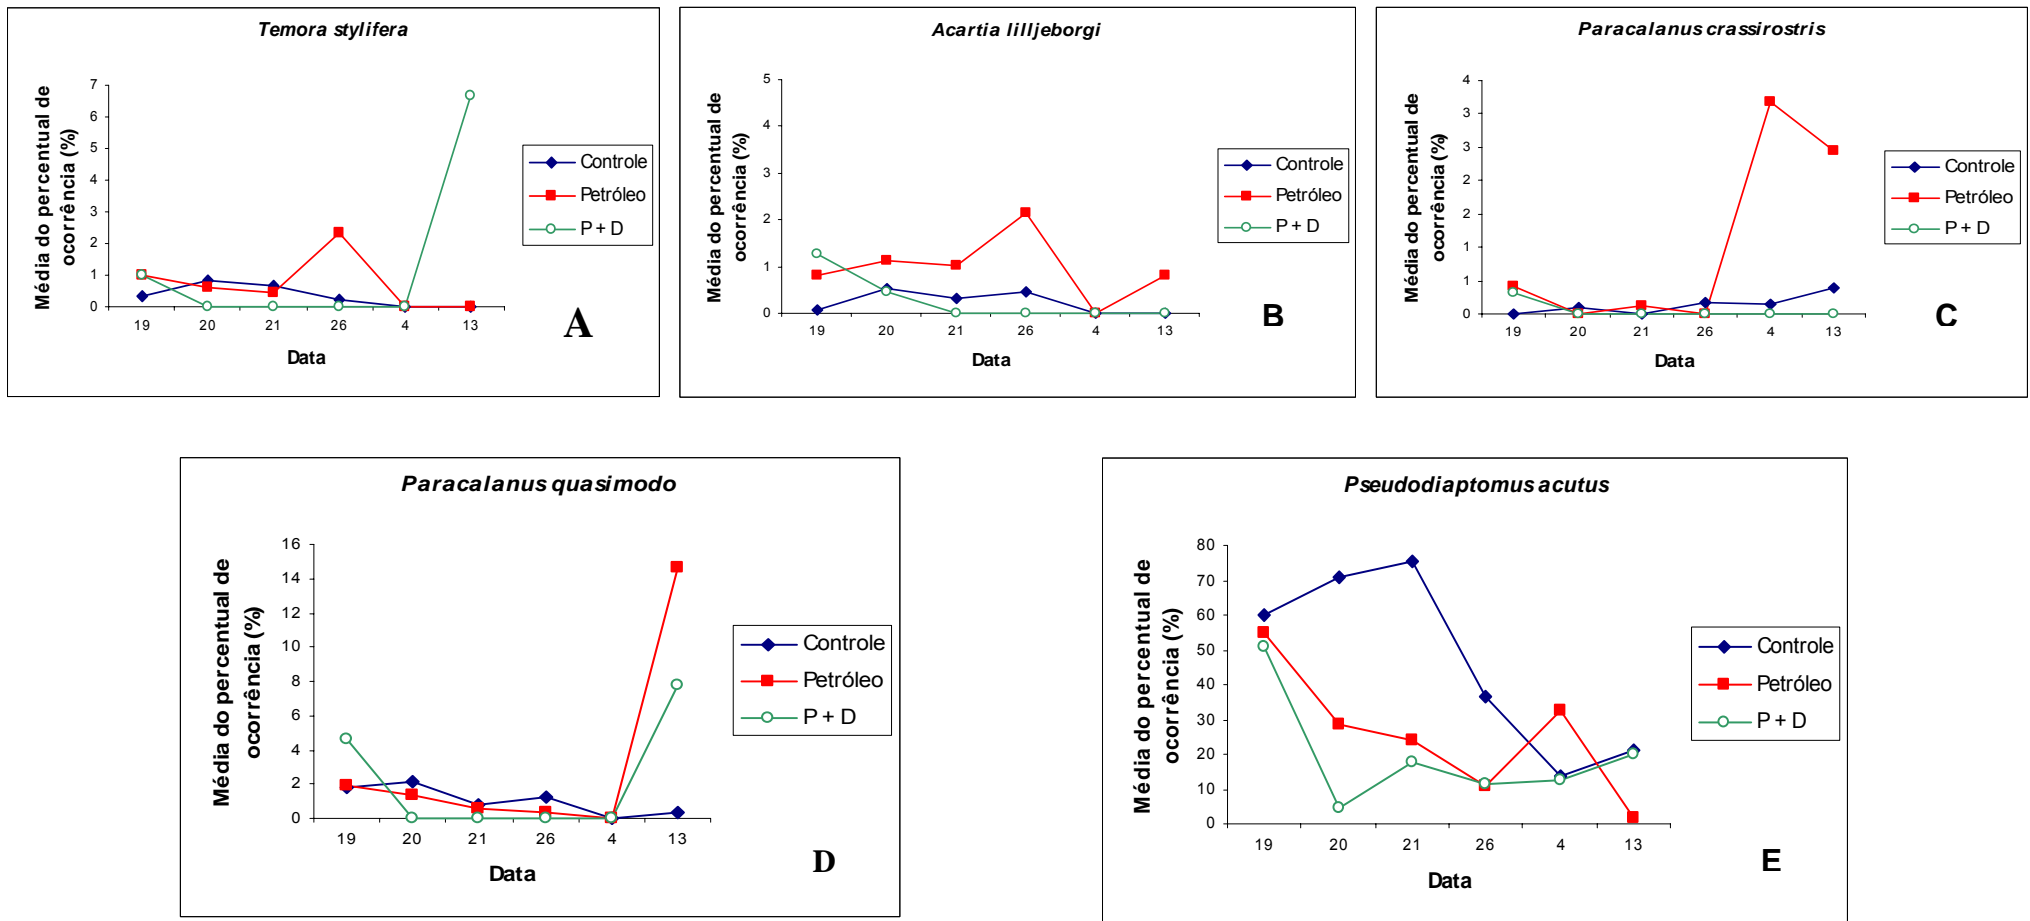 Temora stylifera
Média do percentual de
ocorrência (%)
7
6
5
4
3
2
1
0
19 20 21 26 4 13
Data
Controle
Petróleo
P + D
A
Acartia lilljeborgi
Média do percentual de
ocorrência (%)
5
4
3
2
1
0
19 20 21 26 4 13
Data
Controle
Petróleo
P + D
B
Paracalanus crassirostris
Média do percentual de
ocorrência (%)
4
3
3
2
2
1
1
0
19 20 21 26 4 13
Data
Controle
Petróleo
P + D
C
Paracalanus quasimodo
Média do percentual de
ocorrência (%)
16
14
12
10
8
6
4
2
0
19 20 21 26 4 13
Data
Controle
Petróleo
P + D
D
Pseudodiaptomus acutus
Média do percentual de
ocorrência (%)
80
70
60
50
40
30
20
10
0
19 20 21 26 4 13
Data
Controle
Petróleo
P + D
E